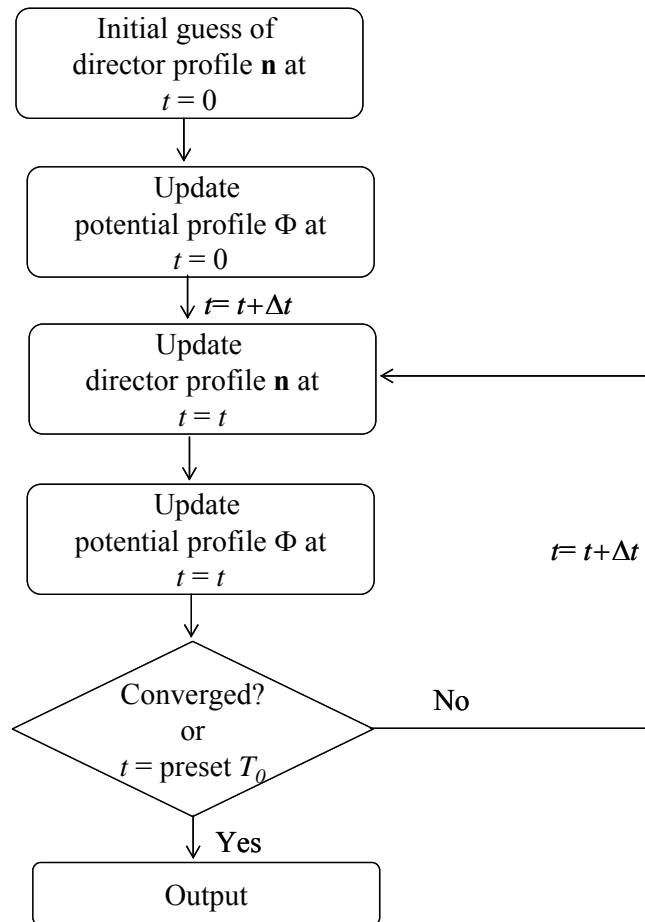 Initial guess of
director profile n at
t = 0
Update
potential profile Φ at
t = 0
t= t+Δt
Update
director profile n at
t = t
Update
potential profile Φ at
t = t
t= t+Δt
Converged?
or
t = preset T₀
No
Yes
Output